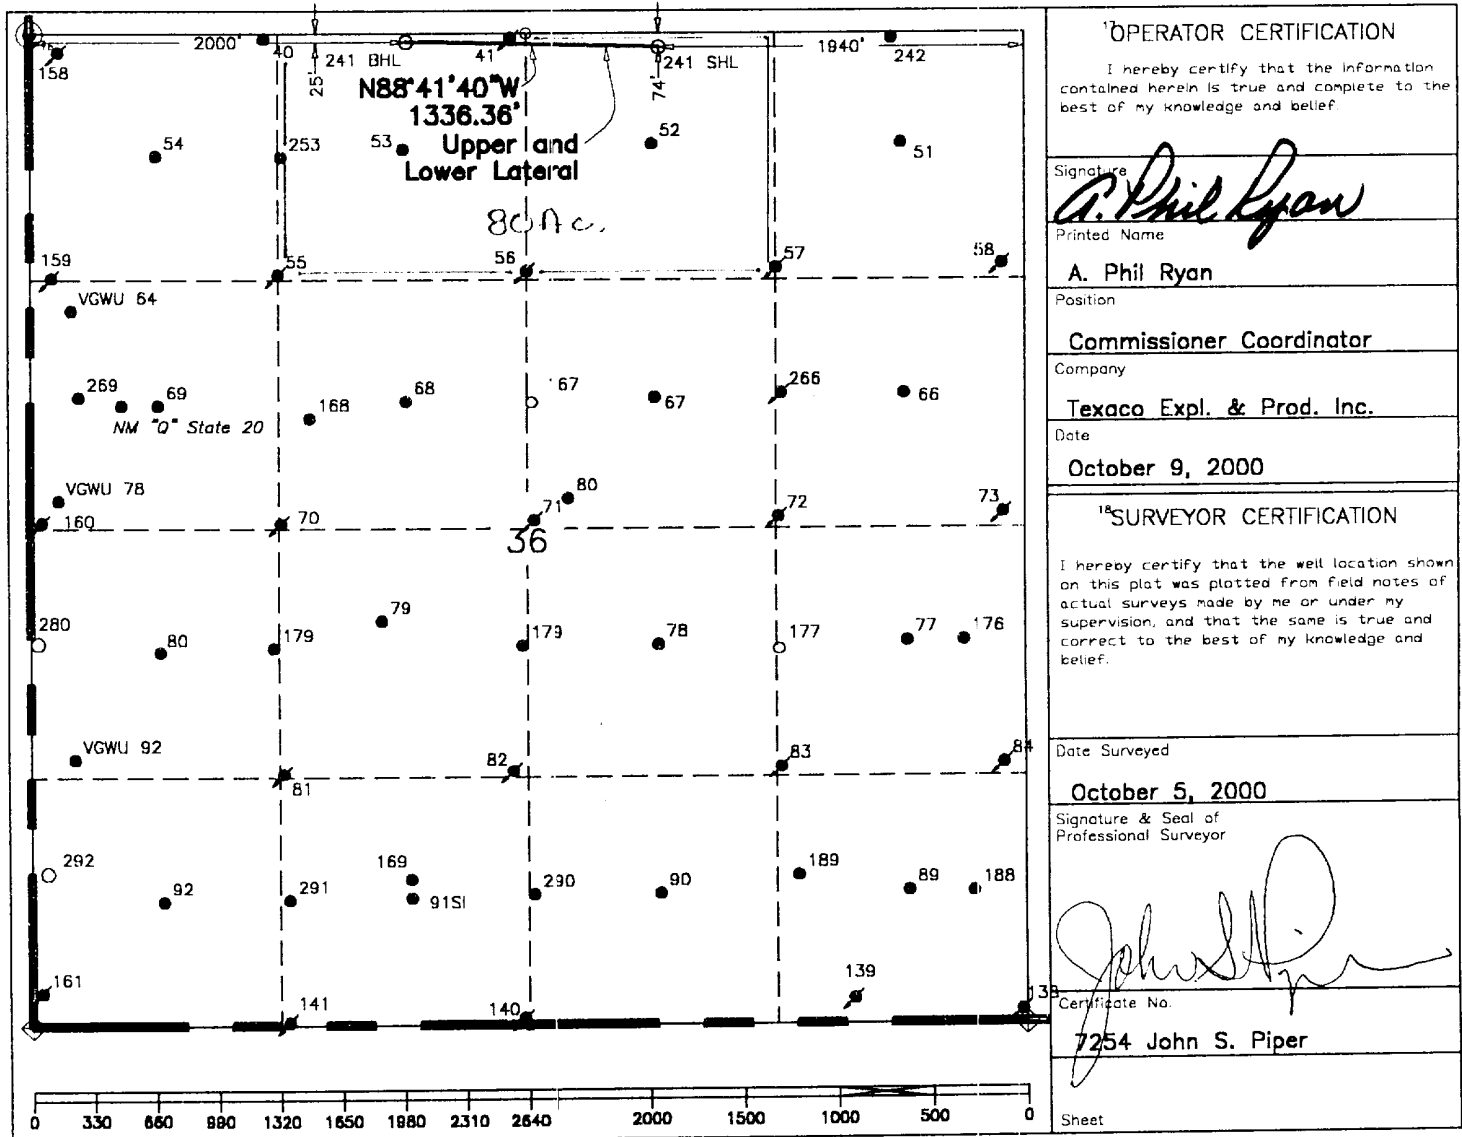 2000'
40
41
1940'
242
158
241 BHL
241 SHL
25'
74'
N88°41'40"W
1336.36'
Upper and
Lower Lateral
54
253
53
52
51
80 Ac.
159
55
56
57
58
VGWU 64
269
69
168
68
167
67
266
66
NM "Q" State 20
VGWU 78
160
70
71
80
72
73
36
280
80
179
79
179
78
177
77
176
VGWU 92
81
82
83
84
292
92
291
169
91SI
290
90
189
89
188
161
141
140
139
138
0 330 660 990 1320 1650 1980 2310 2640 2000 1500 1000 500 0
17 OPERATOR CERTIFICATION
I hereby certify that the information
contained herein is true and complete to the
best of my knowledge and belief.
Signature
A. Phil Ryan
Printed Name
A. Phil Ryan
Position
Commissioner Coordinator
Company
Texaco Expl. & Prod. Inc.
Date
October 9, 2000
18 SURVEYOR CERTIFICATION
I hereby certify that the well location shown
on this plat was plotted from field notes of
actual surveys made by me or under my
supervision, and that the same is true and
correct to the best of my knowledge and
belief.
Date Surveyed
October 5, 2000
Signature & Seal of
Professional Surveyor
John S Piper
Certificate No.
7254 John S. Piper
Sheet